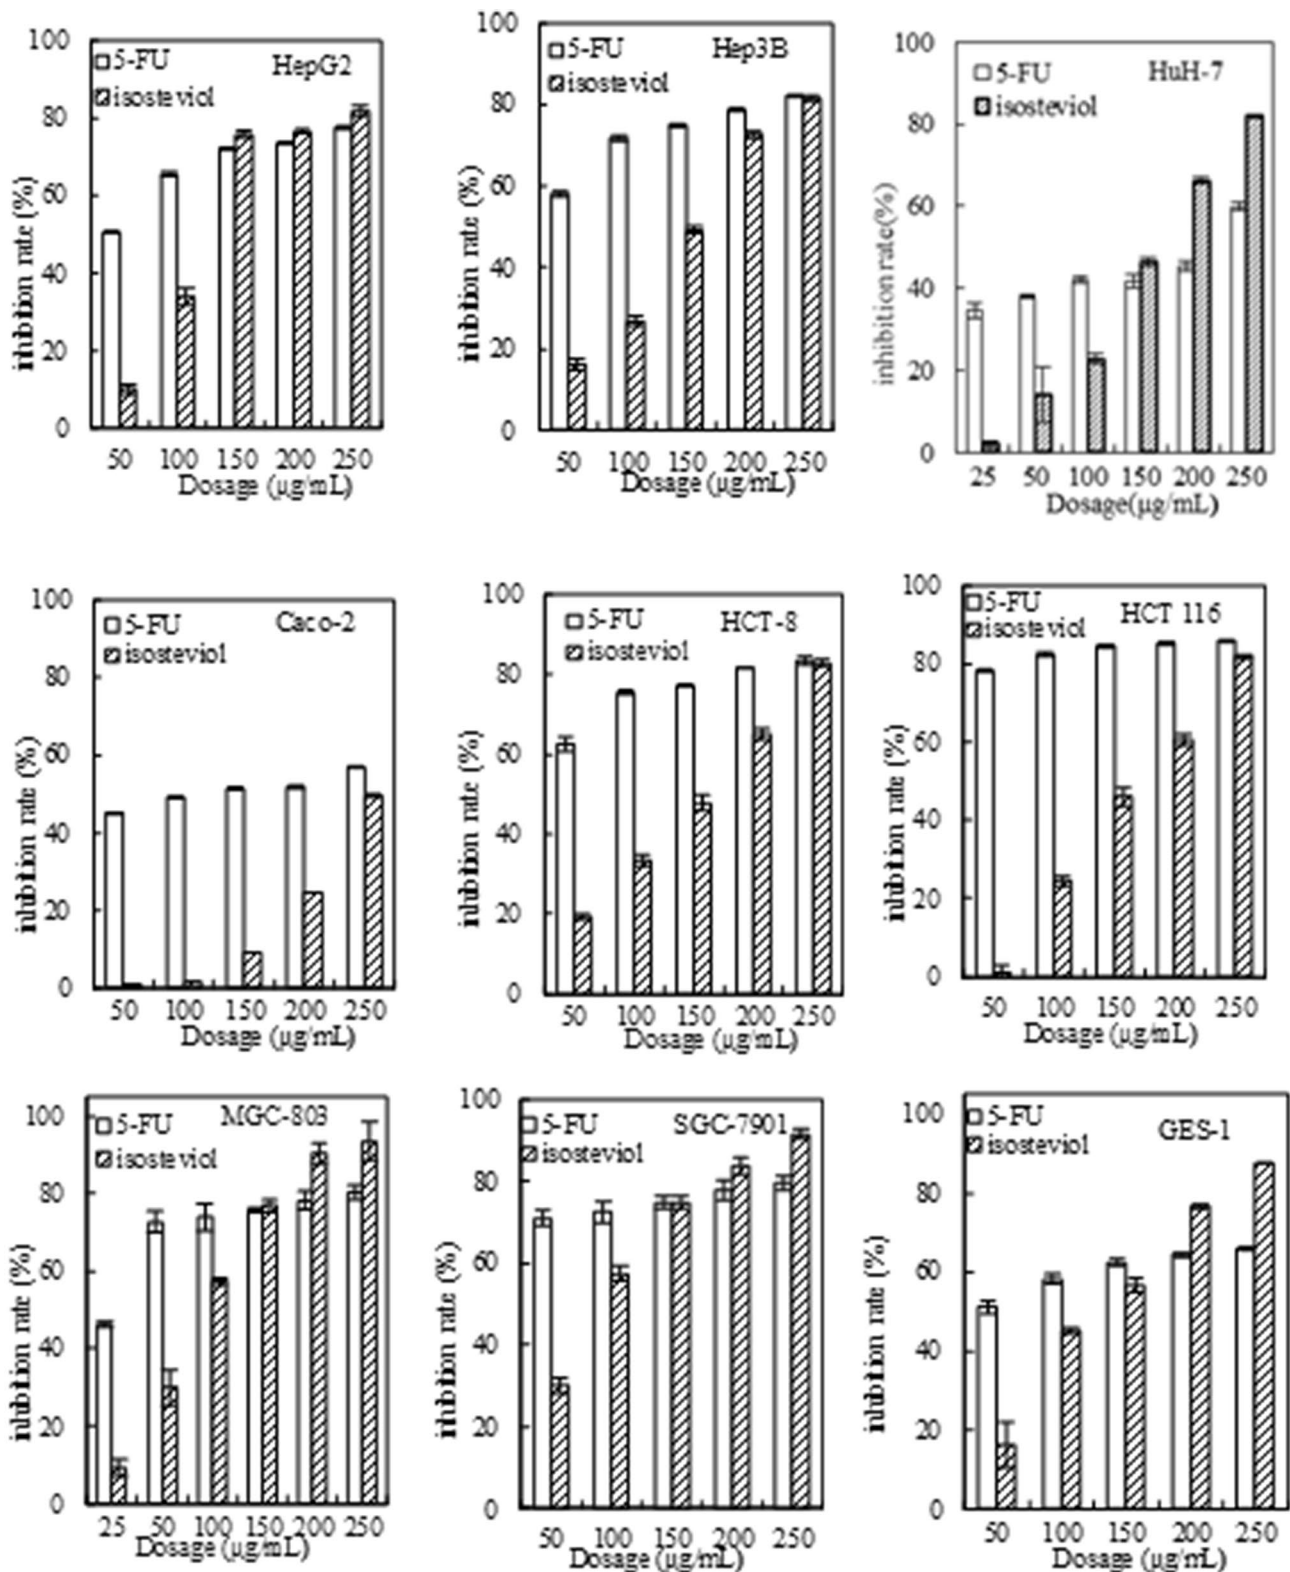 100
80
60
40
20
0
inhibition rate (%)
5-FU
isosteviol
HepG2
50 100 150 200 250
Dosage (μg/mL)
100
80
60
40
20
0
inhibition rate (%)
5-FU
isosteviol
Hep3B
50 100 150 200 250
Dosage (μg/mL)
100
80
60
40
20
0
inhibition rate(%)
5-FU
isosteviol
HuH-7
25 50 100 150 200 250
Dosage(μg/mL)
100
80
60
40
20
0
inhibition rate (%)
5-FU
isosteviol
Caco-2
50 100 150 200 250
Dosage (μg/mL)
100
80
60
40
20
0
inhibition rate (%)
5-FU
isosteviol
HCT-8
50 100 150 200 250
Dosage (μg/mL)
100
80
60
40
20
0
inhibition rate (%)
5-FU
isosteviol
HCT 116
50 100 150 200 250
Dosage (μg/mL)
100
80
60
40
20
0
inhibition rate (%)
5-FU
isosteviol
MGC-803
25 50 100 150 200 250
Dosage (μg/mL)
100
80
60
40
20
0
inhibition rate (%)
5-FU
isosteviol
SGC-7901
50 100 150 200 250
Dosage (μg/mL)
100
80
60
40
20
0
inhibition rate (%)
5-FU
isosteviol
GES-1
50 100 150 200 250
Dosage (μg/mL)